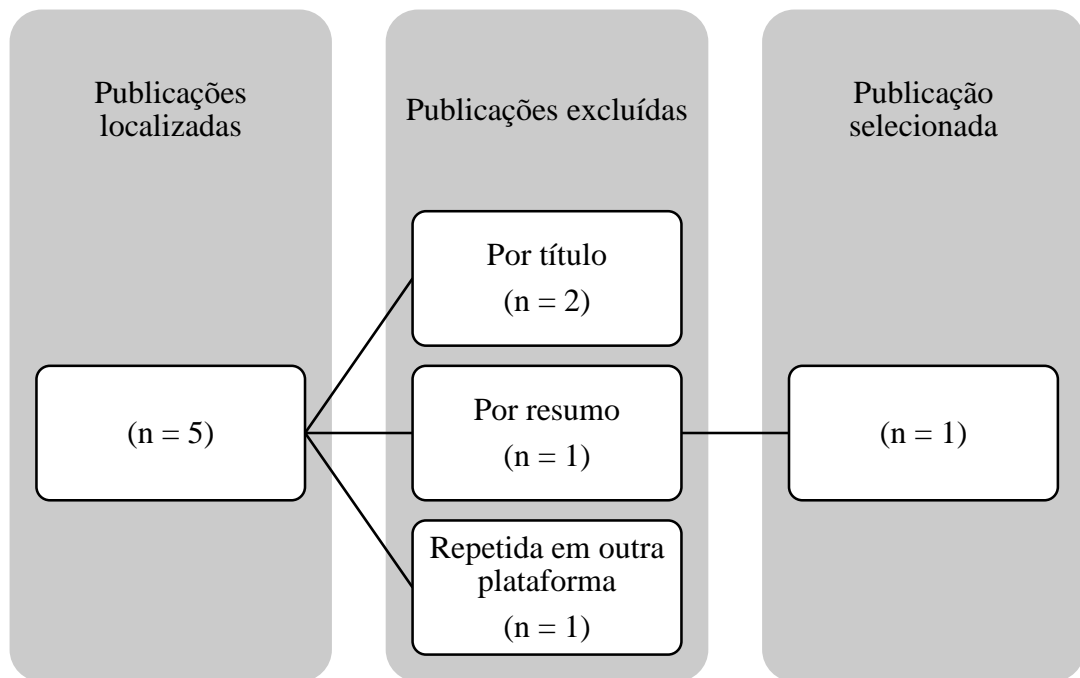 Publicações
localizadas
Publicações excluídas
Publicação
selecionada
(n = 5)
Por título
(n = 2)
Por resumo
(n = 1)
Repetida em outra
plataforma
(n = 1)
(n = 1)